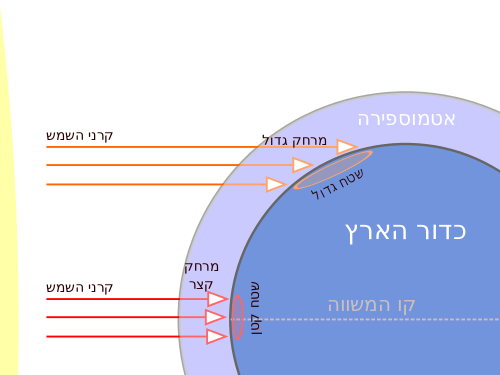 אטמוספירה
קרני השמש
מרחק גדול
שטח גדול
כדור הארץ
מרחק
קצר
קרני השמש
שטח קטן
קו המשווה